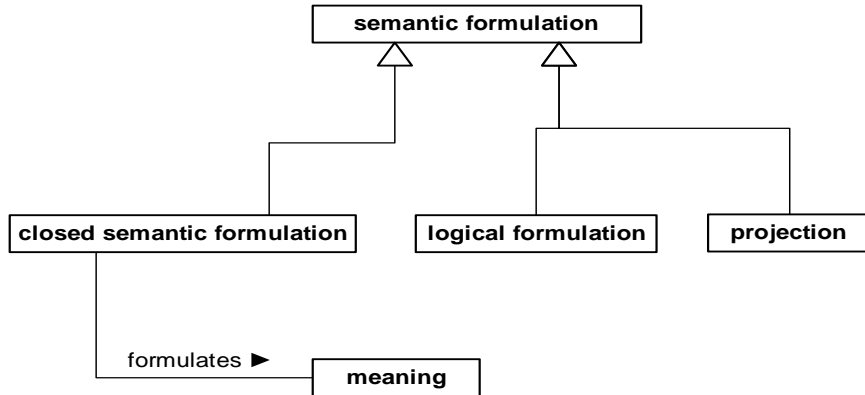 semantic formulation
closed semantic formulation
logical formulation
projection
formulates ►
meaning